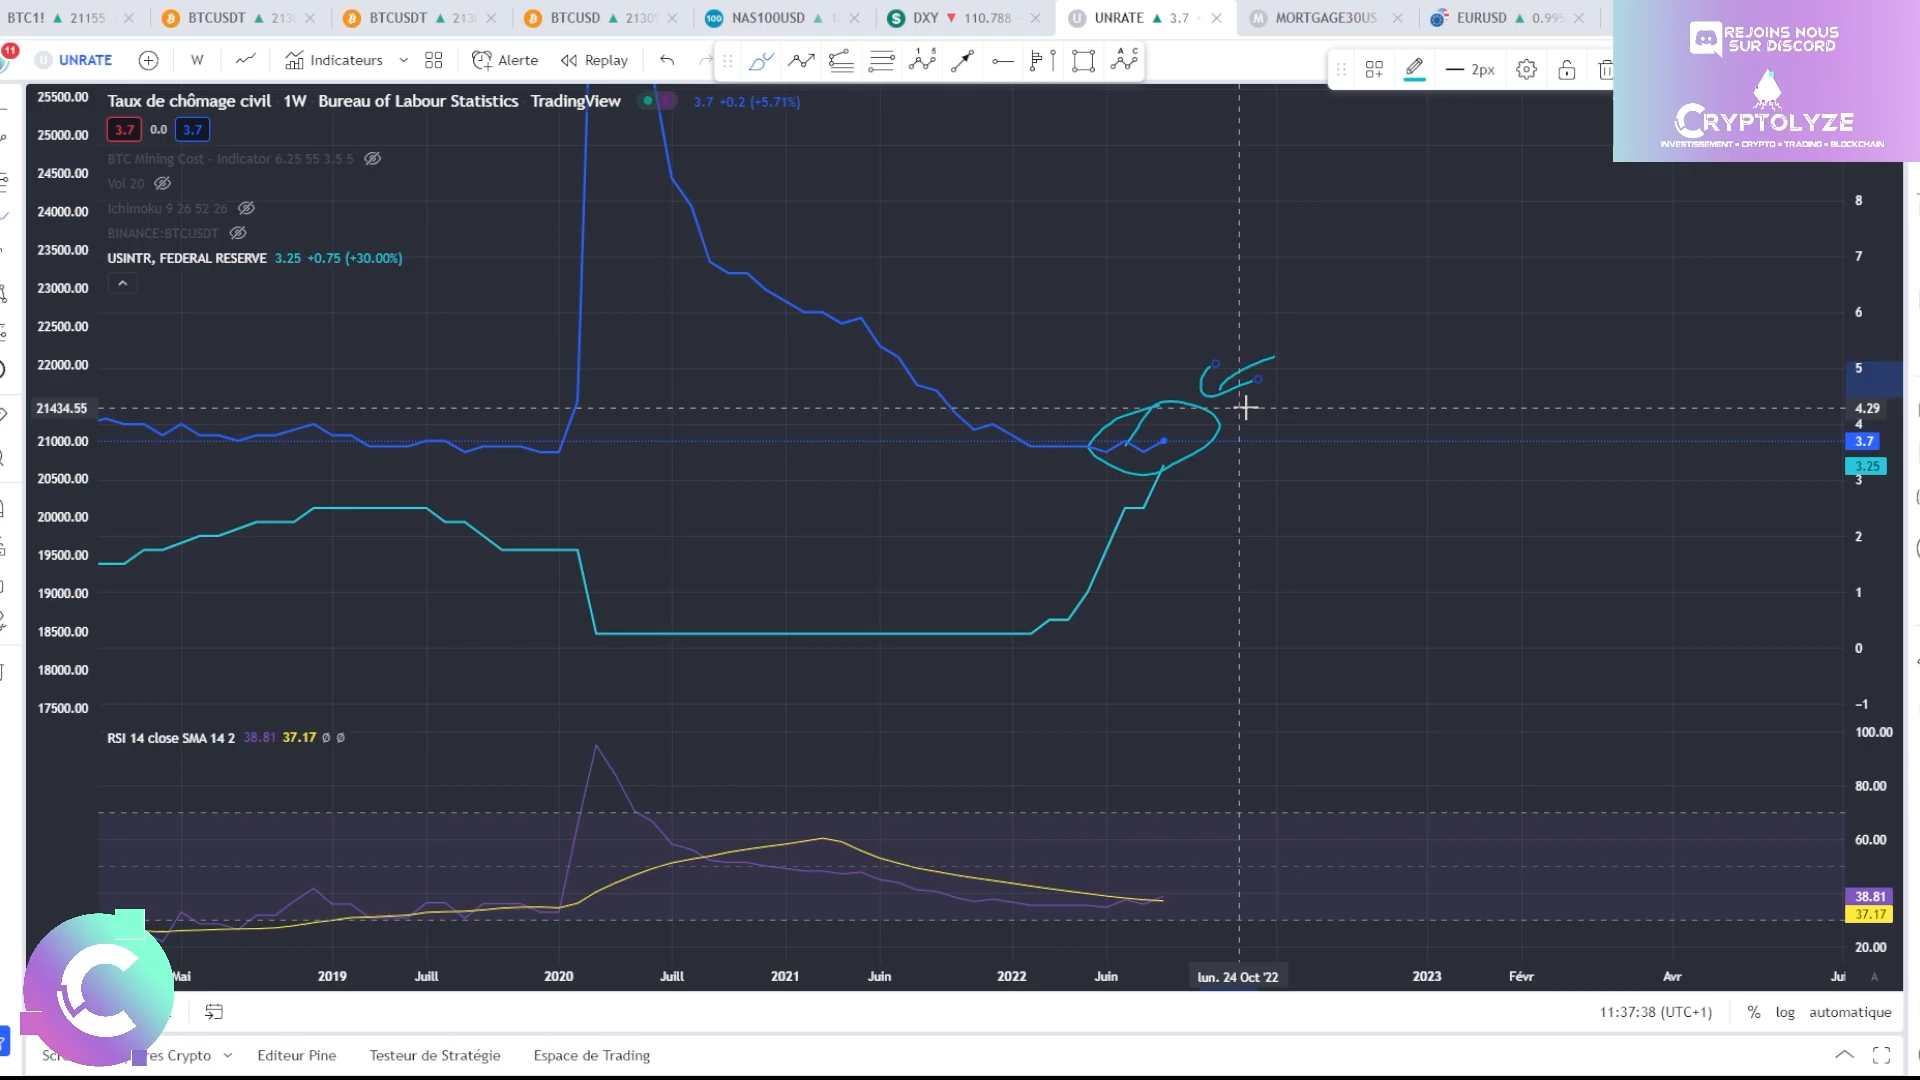 BTC1! 21155
BTCUSDT
BTCUSDT
BTCUSD
100 NAS100USD
DXY 110.788
UNRATE 3.7
MORTGAGE30US
EURUSD 0.995
REJOINS NOUS
SUR DISCORD
CRYPTOLYZE
INVESTISSEMENT • CRYPTO • TRADING • BLOCKCHAIN
11
UNRATE W Indicateurs Alerte Replay 2px
Taux de chômage civil 1W Bureau of Labour Statistics TradingView 3.7 +0.2 (+5.71%)
3.7 0.0 3.7
BTC Mining Cost - Indicator 6.25 55 3.5 5
Vol 20
Ichimoku 9 26 52 26
BINANCE:BTCUSDT
USINTR, FEDERAL RESERVE 3.25 +0.75 (+30.00%)
25500.00
25000.00
24500.00
24000.00
23500.00
23000.00
22500.00
22000.00
21434.55
21000.00
20500.00
20000.00
19500.00
19000.00
18500.00
18000.00
17500.00
8
7
6
5
4.29
4
3.7
3.25
3
2
1
0
-1
RSI 14 close SMA 14 2 38.81 37.17 Ø Ø
100.00
80.00
60.00
38.81
37.17
20.00
Mai 2019 Juill 2020 Juill 2021 Juin 2022 Juin lun. 24 Oct '22 2023 Févr Avr
11:37:38 (UTC+1) % log automatique
Crypto Editeur Pine Testeur de Stratégie Espace de Trading